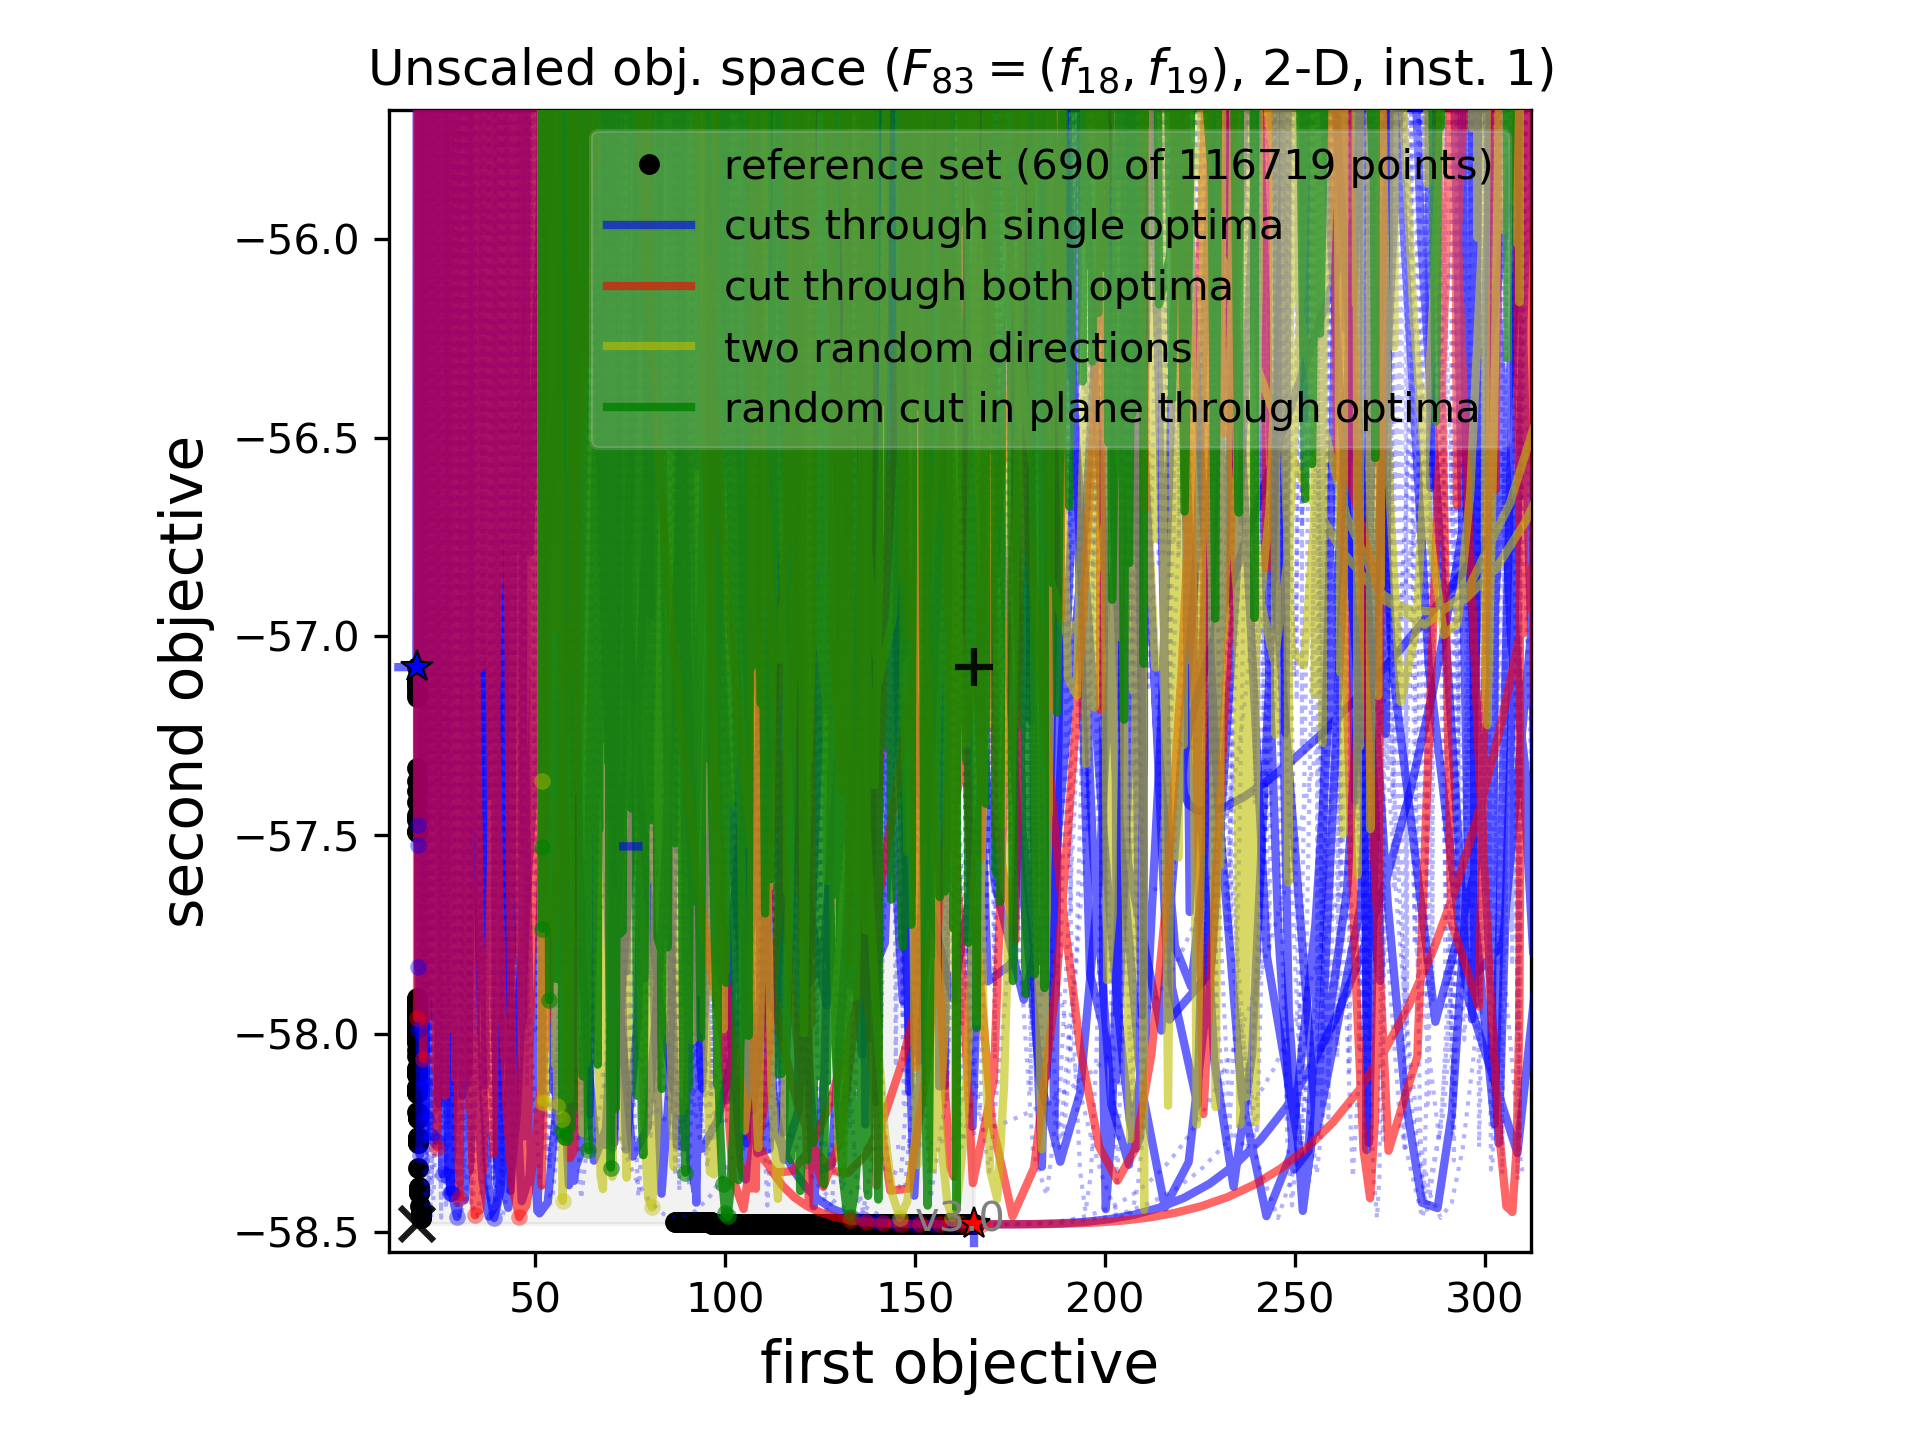 Unscaled obj. space (F₈₃ = (f₁₈, f₁₉), 2-D, inst. 1)
reference set (690 of 116719 points)
cuts through single optima
cut through both optima
two random directions
random cut in plane through optima
second objective
−56.0
−56.5
−57.0
−57.5
−58.0
−58.5
v3.0
50 100 150 200 250 300
first objective